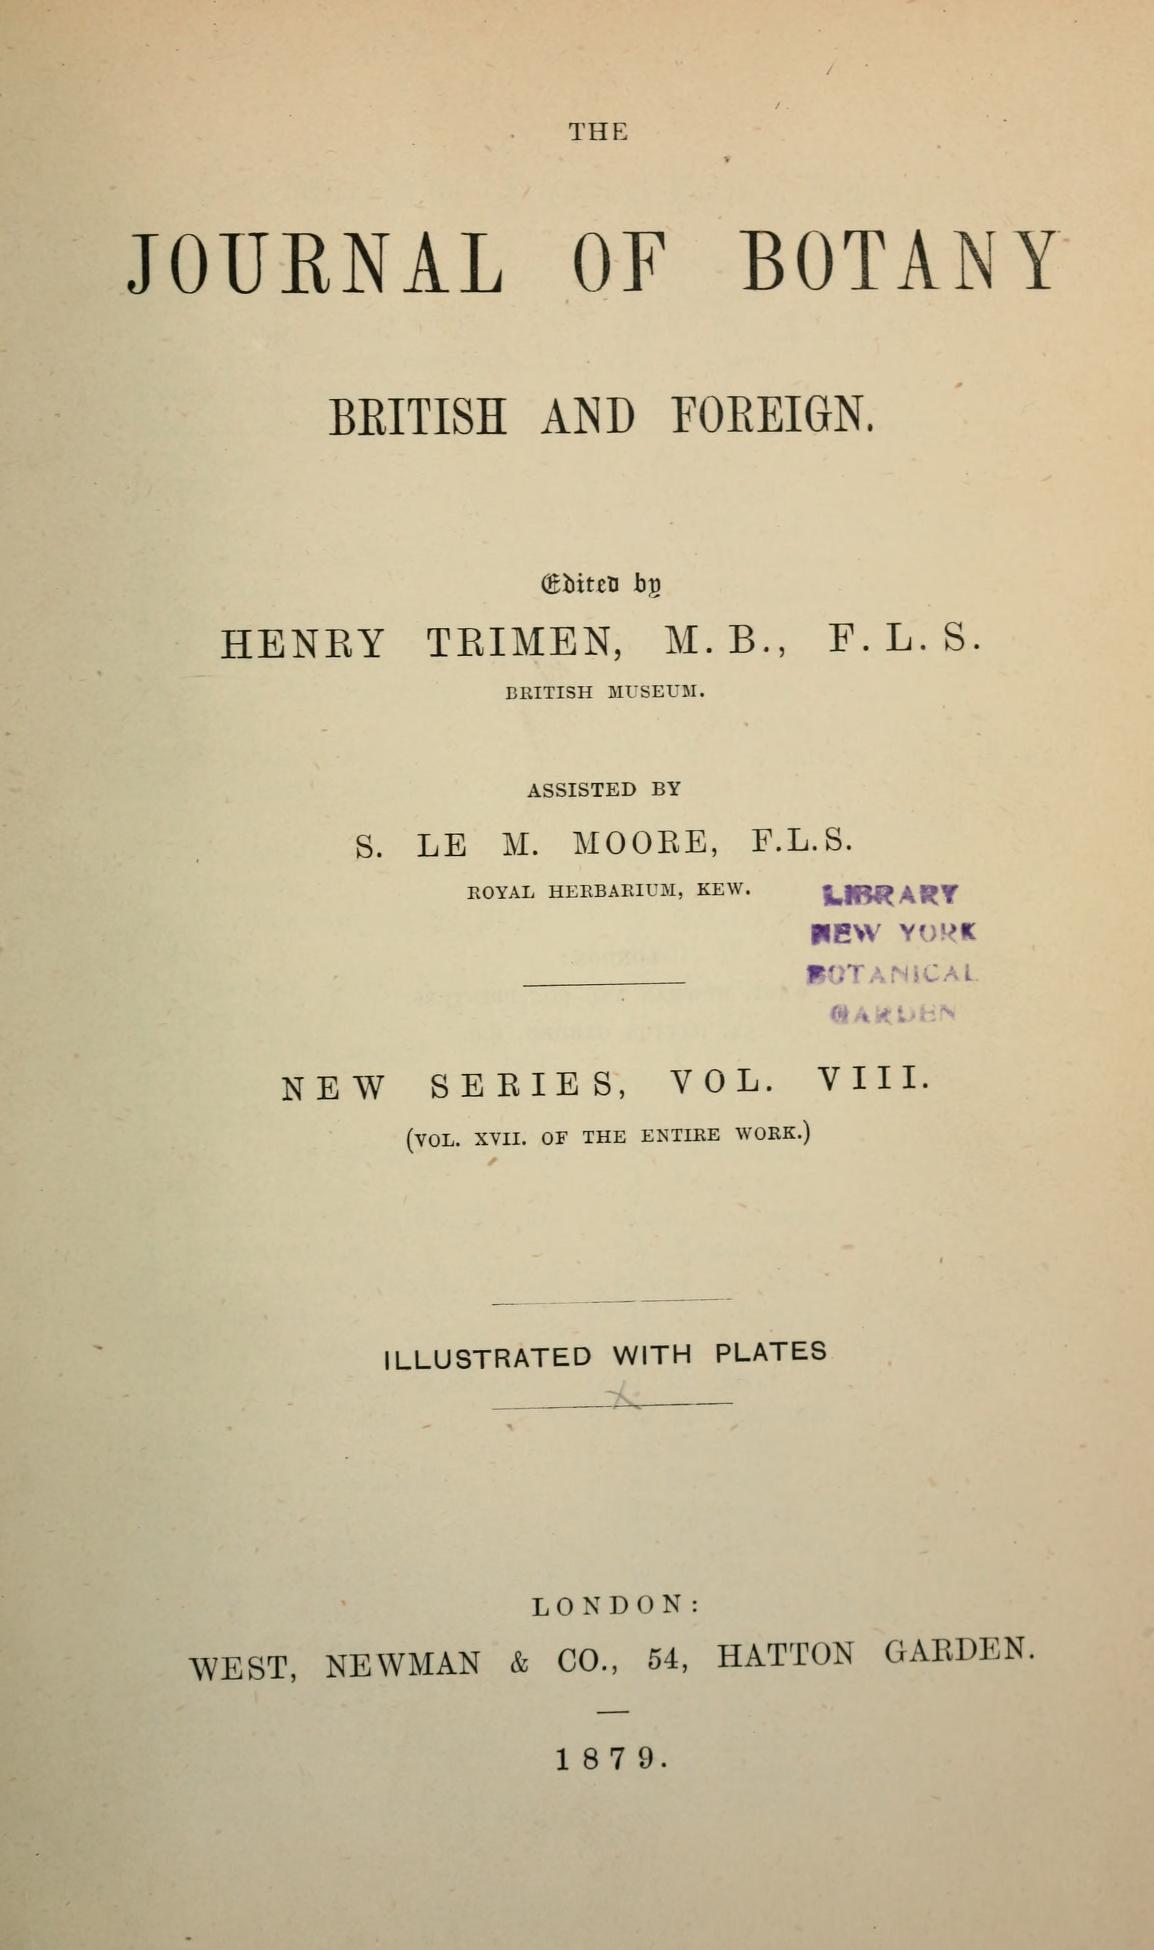 THE
JOURNAL OF BOTANY
BRITISH AND FOREIGN.
Edited by
HENRY TRIMEN, M.B., F.L.S.
BRITISH MUSEUM.
ASSISTED BY
S. LE M. MOORE, F.L.S.
ROYAL HERBARIUM, KEW.
LIBRARY
NEW YORK
BOTANICAL
GARDEN
NEW SERIES, VOL. VIII.
(VOL. XVII. OF THE ENTIRE WORK.)
ILLUSTRATED WITH PLATES
LONDON:
WEST, NEWMAN & CO., 54, HATTON GARDEN.
1879.